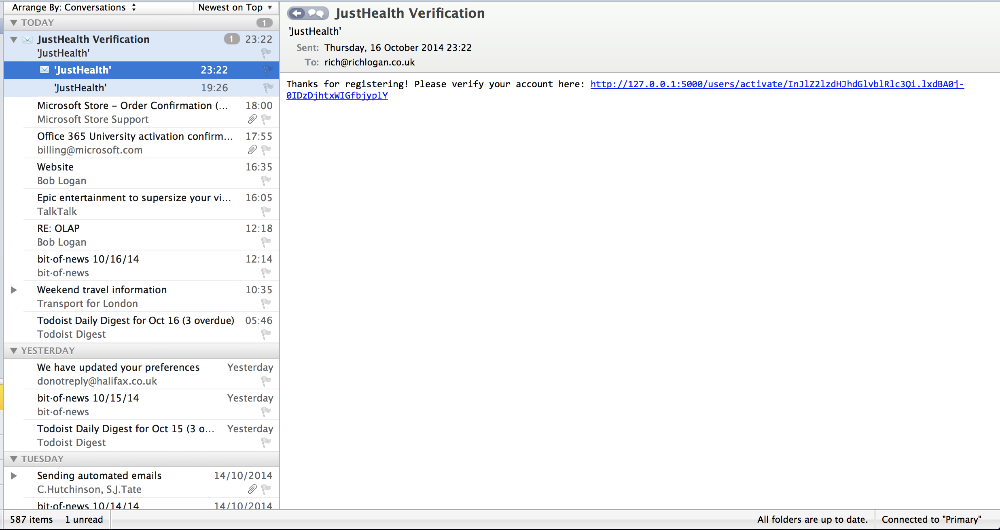 Arrange By: Conversations
Newest on Top
TODAY
1
JustHealth Verification
1
23:22
'JustHealth'
'JustHealth'
23:22
'JustHealth'
19:26
Microsoft Store – Order Confirmation (...
18:00
Microsoft Store Support
Office 365 University activation confirm...
17:55
billing@microsoft.com
Website
16:35
Bob Logan
Epic entertainment to supersize your vi...
16:05
TalkTalk
RE: OLAP
12:18
Bob Logan
bit·of·news 10/16/14
12:14
bit·of·news
Weekend travel information
10:35
Transport for London
Todoist Daily Digest for Oct 16 (3 overdue)
05:46
Todoist Digest
YESTERDAY
We have updated your preferences
Yesterday
donotreply@halifax.co.uk
bit·of·news 10/15/14
Yesterday
bit·of·news
Todoist Daily Digest for Oct 15 (3 o...
Yesterday
Todoist Digest
TUESDAY
Sending automated emails
14/10/2014
C.Hutchinson, S.J.Tate
bit·of·news 10/14/14
14/10/2014
JustHealth Verification
'JustHealth'
Sent: Thursday, 16 October 2014 23:22
To: rich@richlogan.co.uk
Thanks for registering! Please verify your account here: http://127.0.0.1:5000/users/activate/InJlZ2lzdHJhdGlvblRlc3Qi.lxdBA0j-
0IDzDjhtxWIGfbjyplY
587 items
1 unread
All folders are up to date.
Connected to "Primary"